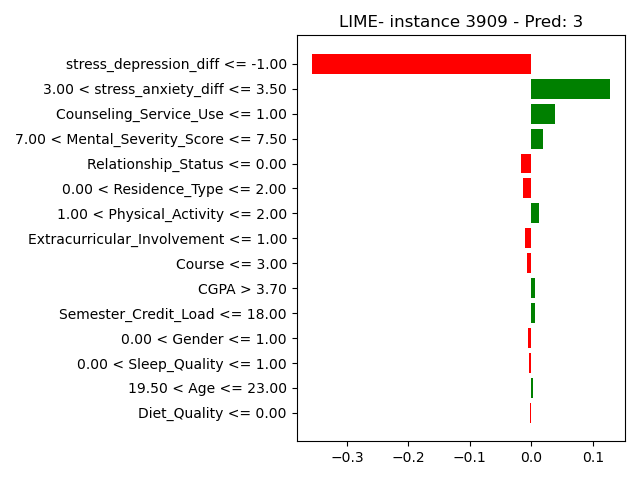 LIME- instance 3909 - Pred: 3
stress_depression_diff <= -1.00
3.00 < stress_anxiety_diff <= 3.50
Counseling_Service_Use <= 1.00
7.00 < Mental_Severity_Score <= 7.50
Relationship_Status <= 0.00
0.00 < Residence_Type <= 2.00
1.00 < Physical_Activity <= 2.00
Extracurricular_Involvement <= 1.00
Course <= 3.00
CGPA > 3.70
Semester_Credit_Load <= 18.00
0.00 < Gender <= 1.00
0.00 < Sleep_Quality <= 1.00
19.50 < Age <= 23.00
Diet_Quality <= 0.00
−0.3 −0.2 −0.1 0.0 0.1